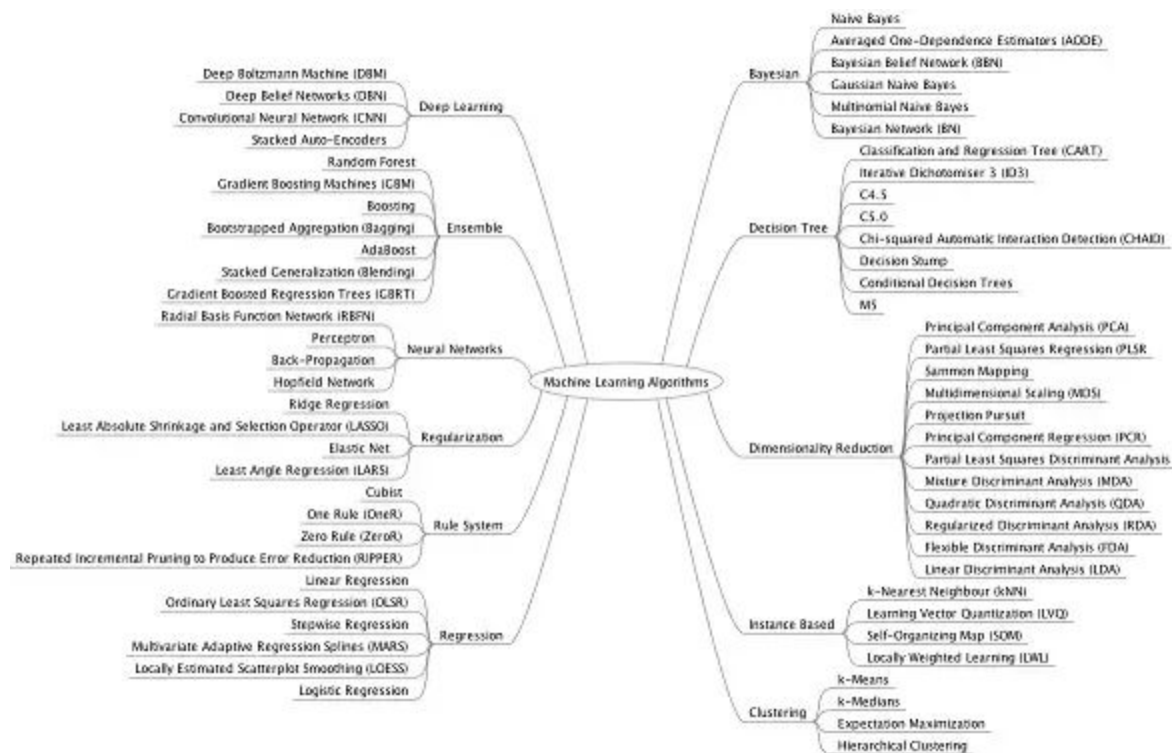 Machine Learning Algorithms
Deep Learning
Deep Boltzmann Machine (DBM)
Deep Belief Networks (DBN)
Convolutional Neural Network (CNN)
Stacked Auto-Encoders
Ensemble
Random Forest
Gradient Boosting Machines (GBM)
Boosting
Bootstrapped Aggregation (Bagging)
AdaBoost
Stacked Generalization (Blending)
Gradient Boosted Regression Trees (GBRT)
Neural Networks
Radial Basis Function Network (RBFN)
Perceptron
Back-Propagation
Hopfield Network
Regularization
Ridge Regression
Least Absolute Shrinkage and Selection Operator (LASSO)
Elastic Net
Least Angle Regression (LARS)
Rule System
Cubist
One Rule (OneR)
Zero Rule (ZeroR)
Repeated Incremental Pruning to Produce Error Reduction (RIPPER)
Regression
Linear Regression
Ordinary Least Squares Regression (OLSR)
Stepwise Regression
Multivariate Adaptive Regression Splines (MARS)
Locally Estimated Scatterplot Smoothing (LOESS)
Logistic Regression
Bayesian
Naive Bayes
Averaged One-Dependence Estimators (AODE)
Bayesian Belief Network (BBN)
Gaussian Naive Bayes
Multinomial Naive Bayes
Bayesian Network (BN)
Decision Tree
Classification and Regression Tree (CART)
Iterative Dichotomiser 3 (ID3)
C4.5
C5.0
Chi-squared Automatic Interaction Detection (CHAID)
Decision Stump
Conditional Decision Trees
M5
Dimensionality Reduction
Principal Component Analysis (PCA)
Partial Least Squares Regression (PLSR
Sammon Mapping
Multidimensional Scaling (MDS)
Projection Pursuit
Principal Component Regression (PCR)
Partial Least Squares Discriminant Analysis
Mixture Discriminant Analysis (MDA)
Quadratic Discriminant Analysis (QDA)
Regularized Discriminant Analysis (RDA)
Flexible Discriminant Analysis (FDA)
Linear Discriminant Analysis (LDA)
Instance Based
k-Nearest Neighbour (kNN)
Learning Vector Quantization (LVQ)
Self-Organizing Map (SOM)
Locally Weighted Learning (LWL)
Clustering
k-Means
k-Medians
Expectation Maximization
Hierarchical Clustering